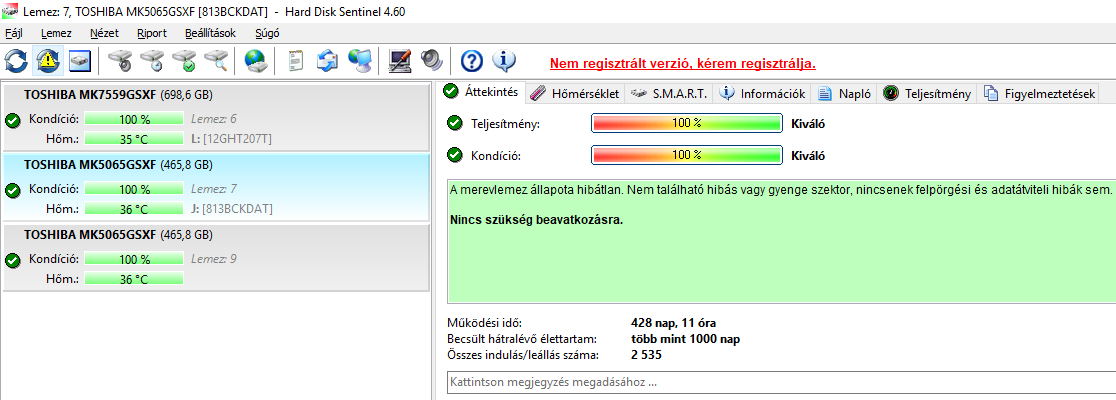 Lemez: 7, TOSHIBA MK5065GSXF [813BCKDAT] - Hard Disk Sentinel 4.60
Fájl Lemez Nézet Riport Beállítások Súgó
Nem regisztrált verzió, kérem regisztrálja.
TOSHIBA MK7559GSXF (698,6 GB)
Kondíció: 100 % Lemez: 6
Hőm.: 35 °C L: [12GHT207T]
TOSHIBA MK5065GSXF (465,8 GB)
Kondíció: 100 % Lemez: 7
Hőm.: 36 °C J: [813BCKDAT]
TOSHIBA MK5065GSXF (465,8 GB)
Kondíció: 100 % Lemez: 9
Hőm.: 36 °C
Áttekintés Hőmérséklet S.M.A.R.T. Információk Napló Teljesítmény Figyelmeztetések
Teljesítmény: 100 % Kiváló
Kondíció: 100 % Kiváló
A merevlemez állapota hibátlan. Nem található hibás vagy gyenge szektor, nincsenek felpörgési és adatátviteli hibák sem.
Nincs szükség beavatkozásra.
Működési idő: 428 nap, 11 óra
Becsült hátralévő élettartam: több mint 1000 nap
Összes indulás/leállás száma: 2 535
Kattintson megjegyzés megadásához ...